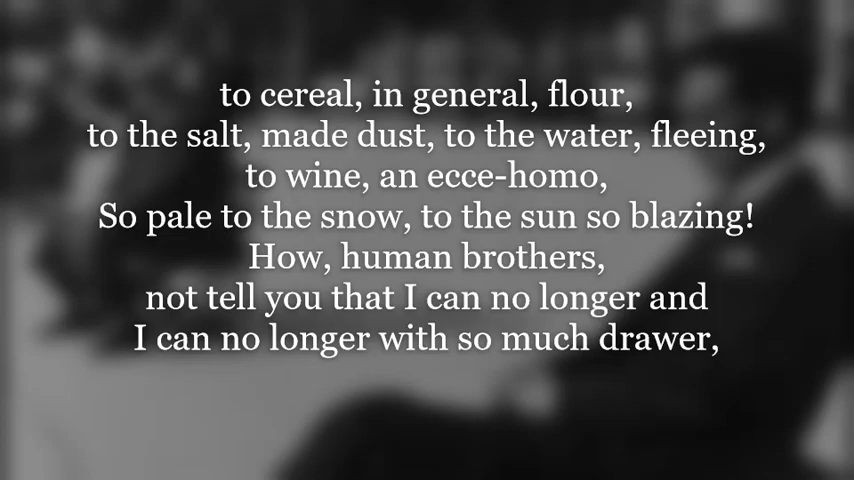 to cereal, in general, flour,
to the salt, made dust, to the water, fleeing,
to wine, an ecce-homo,
So pale to the snow, to the sun so blazing!
How, human brothers,
not tell you that I can no longer and
I can no longer with so much drawer,